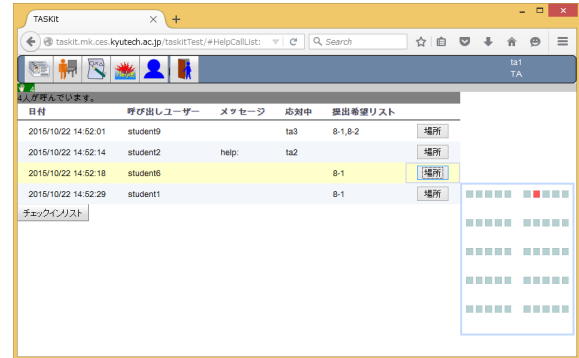 TASKit
taskit.mk.ces.kyutech.ac.jp/taskitTest/#HelpCallList:
Search
ta1
TA
4人が呼んでいます。
日付 呼び出しユーザー メッセージ 応対中 提出希望リスト
2015/10/22 14:52:01 student9 ta3 8-1,8-2 場所
2015/10/22 14:52:14 student2 help: ta2 場所
2015/10/22 14:52:18 student6 8-1 場所
2015/10/22 14:52:29 student1 8-1 場所
チェックインリスト